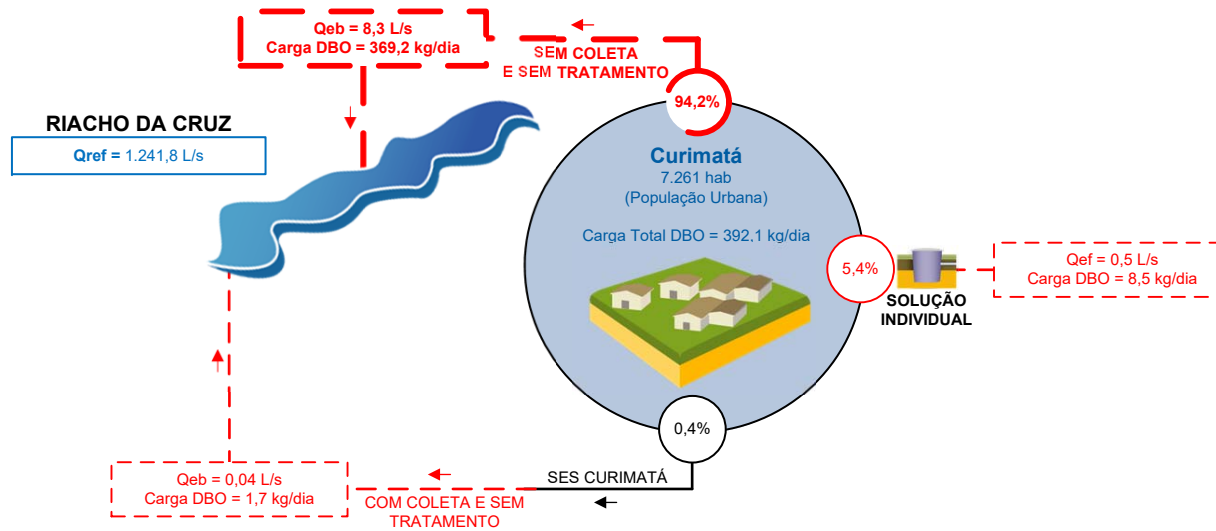 Qeb = 8,3 L/s
Carga DBO = 369,2 kg/dia
SEM COLETA
E SEM TRATAMENTO
94,2%
RIACHO DA CRUZ
Qref = 1.241,8 L/s
Curimatá
7.261 hab
(População Urbana)
Carga Total DBO = 392,1 kg/dia
5,4%
SOLUÇÃO
INDIVIDUAL
Qef = 0,5 L/s
Carga DBO = 8,5 kg/dia
0,4%
SES CURIMATÁ
COM COLETA E SEM
TRATAMENTO
Qeb = 0,04 L/s
Carga DBO = 1,7 kg/dia